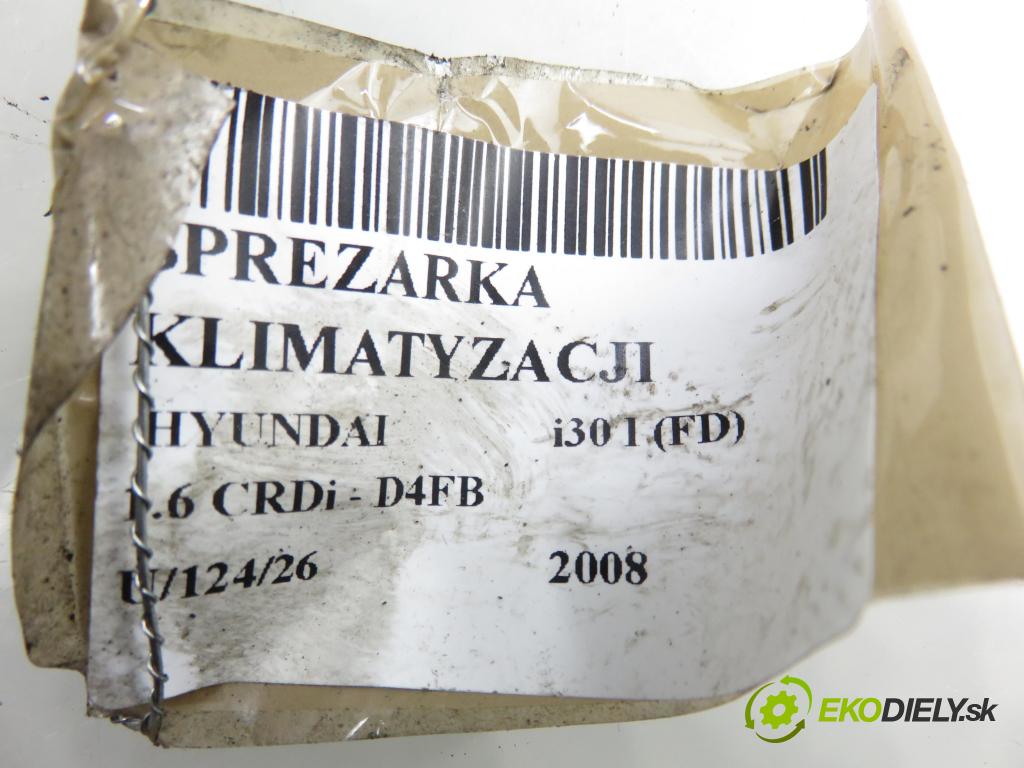 SPREZARKA
KLIMATYZACJI
HYUNDAI i30 I (FD)
1.6 CRDi - D4FB
U/124/26 2008
EKODIELY.sk